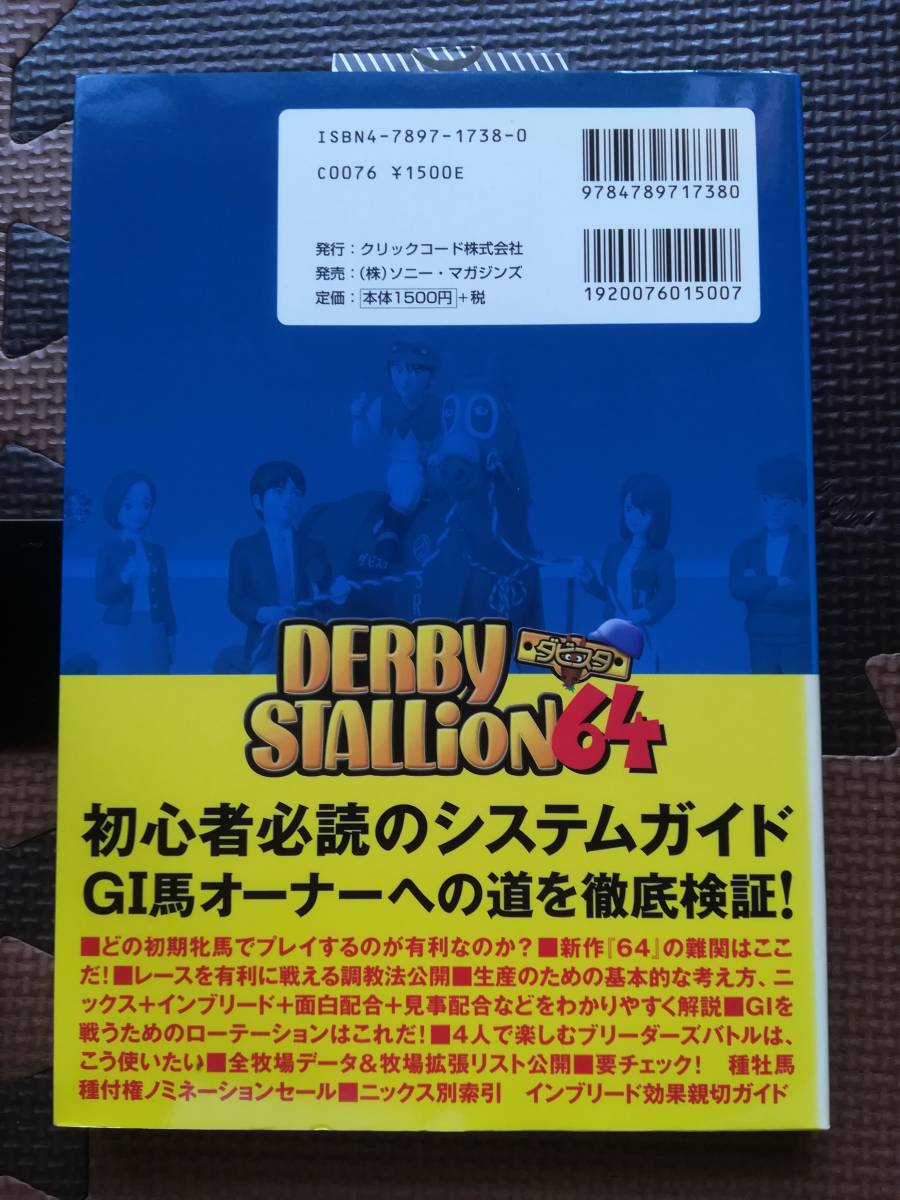 ISBN4-7897-1738-0
C0076 ¥1500E
9784789717380
発行：クリックコード株式会社
発売：(株)ソニー・マガジンズ
定価：本体1500円+税
1920076015007
ダビスタ
DERBY
ダビスタ
STALLiON64
初心者必読のシステムガイド
GI馬オーナーへの道を徹底検証!
■どの初期牝馬でプレイするのが有利なのか?■新作『64』の難関はここ
だ!■レースを有利に戦える調教法公開■生産のための基本的な考え方、ニ
ックス+インブリード+面白配合+見事配合などをわかりやすく解説■GIを
戦うためのローテーションはこれだ!■4人で楽しむブリーダーズバトルは、
こう使いたい■全牧場データ&牧場拡張リスト公開■要チェック! 種牡馬
種付権ノミネーションセール■ニックス別索引 インブリード効果親切ガイド